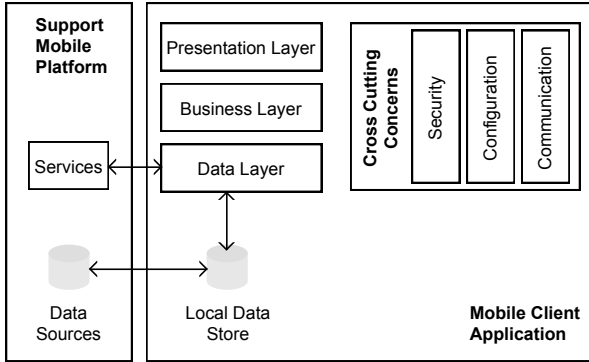 Support
Mobile
Platform
Services
Data
Sources
Presentation Layer
Business Layer
Data Layer
Local Data
Store
Cross Cutting
Concerns
Security
Configuration
Communication
Mobile Client
Application